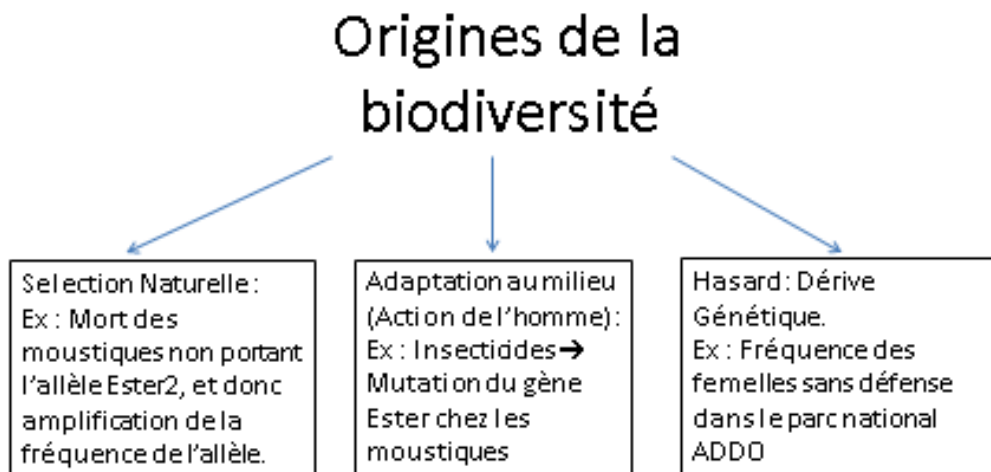 Origines de la
biodiversité
Selection Naturelle:
Ex : Mort des
moustiques non portant
l'allèle Ester2, et donc
amplification de la
fréquence de l'allèle.
Adaptation au milieu
(Action de l'homme):
Ex : Insecticides→
Mutation du gène
Ester chez les
moustiques
Hasard: Dérive
Génétique.
Ex : Fréquence des
femelles sans défense
dans le parc national
ADDO